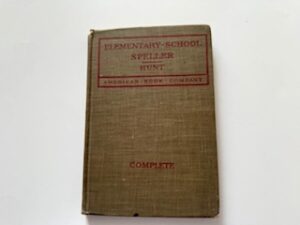 ELEMENTARY-SCHOOL
SPELLER
HUNT
AMERICAN·BOOK·COMPANY
COMPLETE